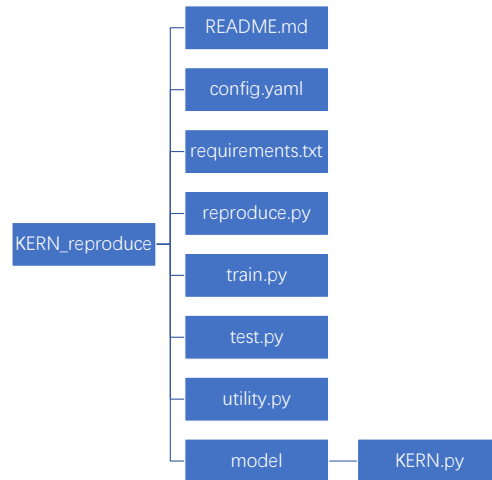 README.md
config.yaml
requirements.txt
reproduce.py
KERN_reproduce
train.py
test.py
utility.py
model
KERN.py